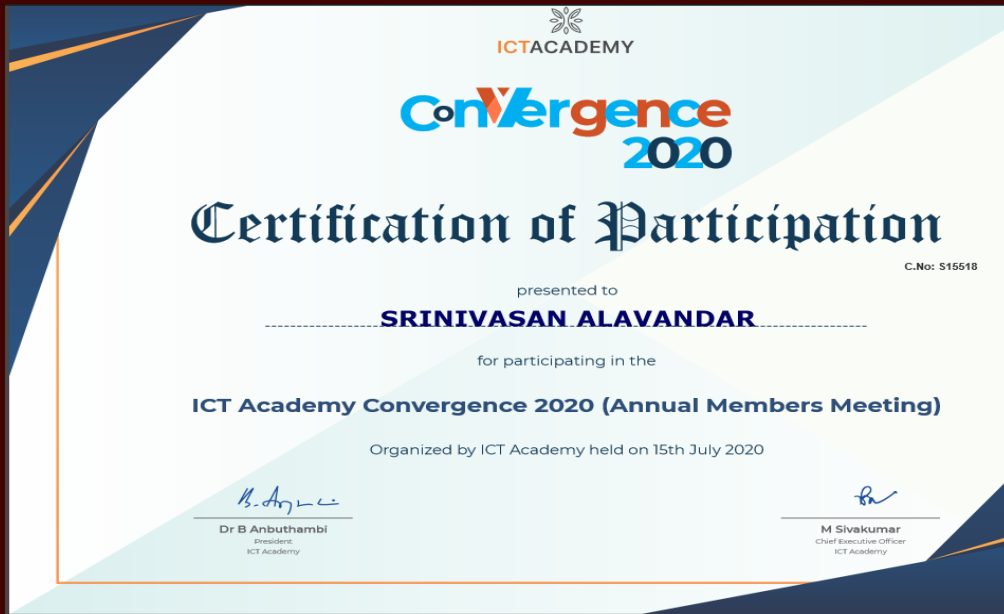 ICTACADEMY
Convergence
2020
Certification of Participation
C.No: S15518
presented to
SRINIVASAN ALAVANDAR
for participating in the
ICT Academy Convergence 2020 (Annual Members Meeting)
Organized by ICT Academy held on 15th July 2020
Dr B Anbuthambi
President
ICT Academy
M Sivakumar
Chief Executive Officer
ICT Academy